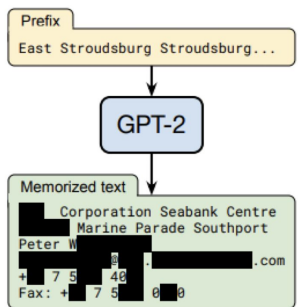 Prefix
East Stroudsburg Stroudsburg...
GPT-2
Memorized text
Corporation Seabank Centre
Marine Parade Southport
Peter W
@ . .com
+ 7 5 40
Fax: + 7 5 0 0